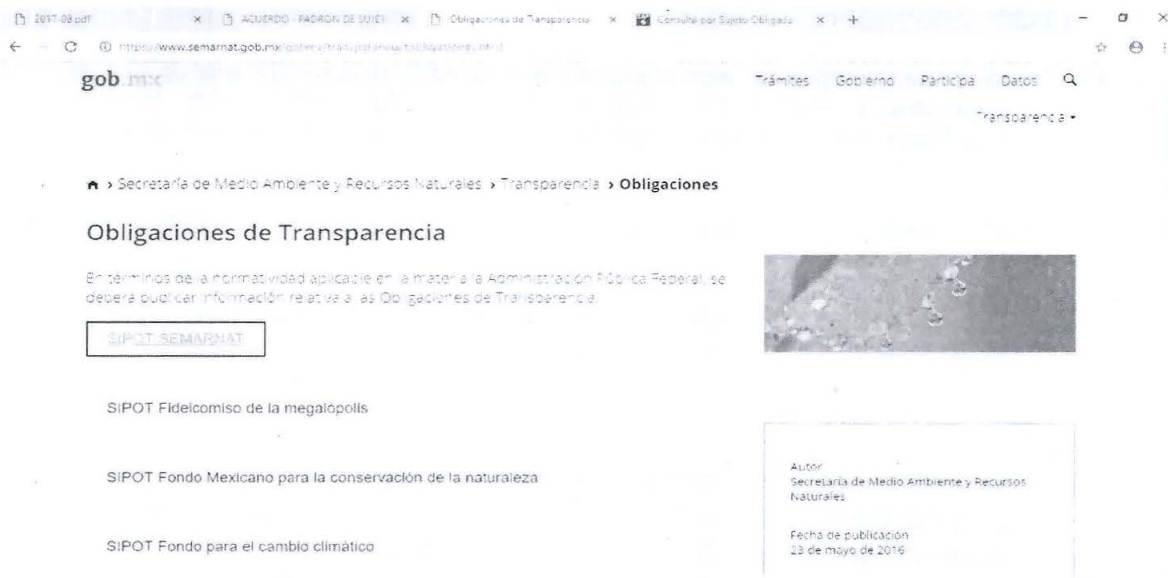 2017-08.pdf
ACUERDO - PADRÓN DE SUJET
Obligaciones de Transparencia
Consulta por Sujeto Obligado
www.semarnat.gob.mx/gobmx/transparencia/
gob.mx
Trámites Gobierno Participa Datos
Transparencia
> Secretaría de Medio Ambiente y Recursos Naturales > Transparencia > Obligaciones
Obligaciones de Transparencia
En términos de la normatividad aplicable en la materia la Administración Pública Federal, se
deberá publicar información relativa a las Obligaciones de Transparencia.
SIPOT SEMARNAT
SIPOT Fideicomiso de la megalópolis
SIPOT Fondo Mexicano para la conservación de la naturaleza
SIPOT Fondo para el cambio climático
Autor
Secretaría de Medio Ambiente y Recursos
Naturales
Fecha de publicación
23 de mayo de 2016